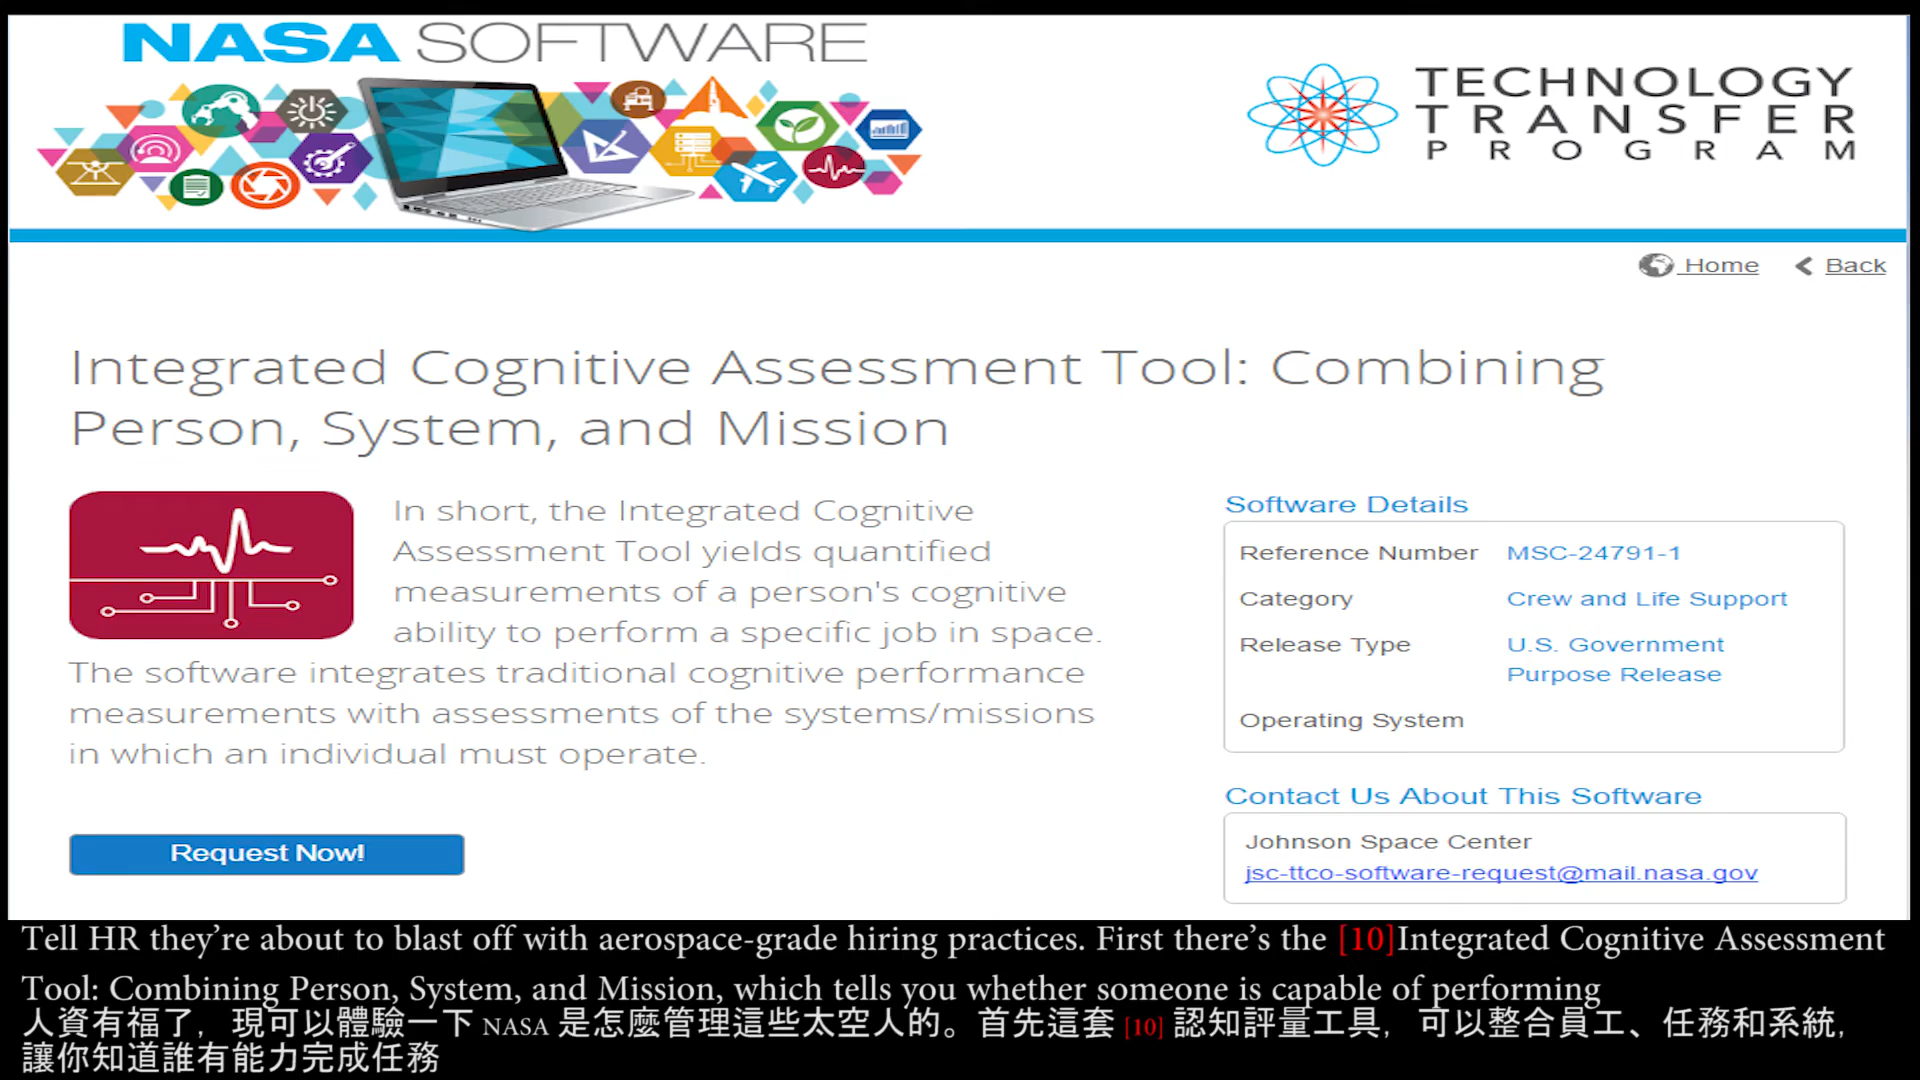 NASA SOFTWARE
TECHNOLOGY
TRANSFER
PROGRAM
Home
Back
Integrated Cognitive Assessment Tool: Combining
Person, System, and Mission
In short, the Integrated Cognitive
Assessment Tool yields quantified
measurements of a person's cognitive
ability to perform a specific job in space.
The software integrates traditional cognitive performance
measurements with assessments of the systems/missions
in which an individual must operate.
Request Now!
Software Details
Reference Number MSC-24791-1
Category Crew and Life Support
Release Type U.S. Government
Purpose Release
Operating System
Contact Us About This Software
Johnson Space Center
jsc-ttco-software-request@mail.nasa.gov
Tell HR they’re about to blast off with aerospace-grade hiring practices. First there’s the [10]Integrated Cognitive Assessment
Tool: Combining Person, System, and Mission, which tells you whether someone is capable of performing
人資有福了，現可以體驗一下 NASA 是怎麼管理這些太空人的。首先這套 [10] 認知評量工具，可以整合員工、任務和系統，
讓你知道誰有能力完成任務